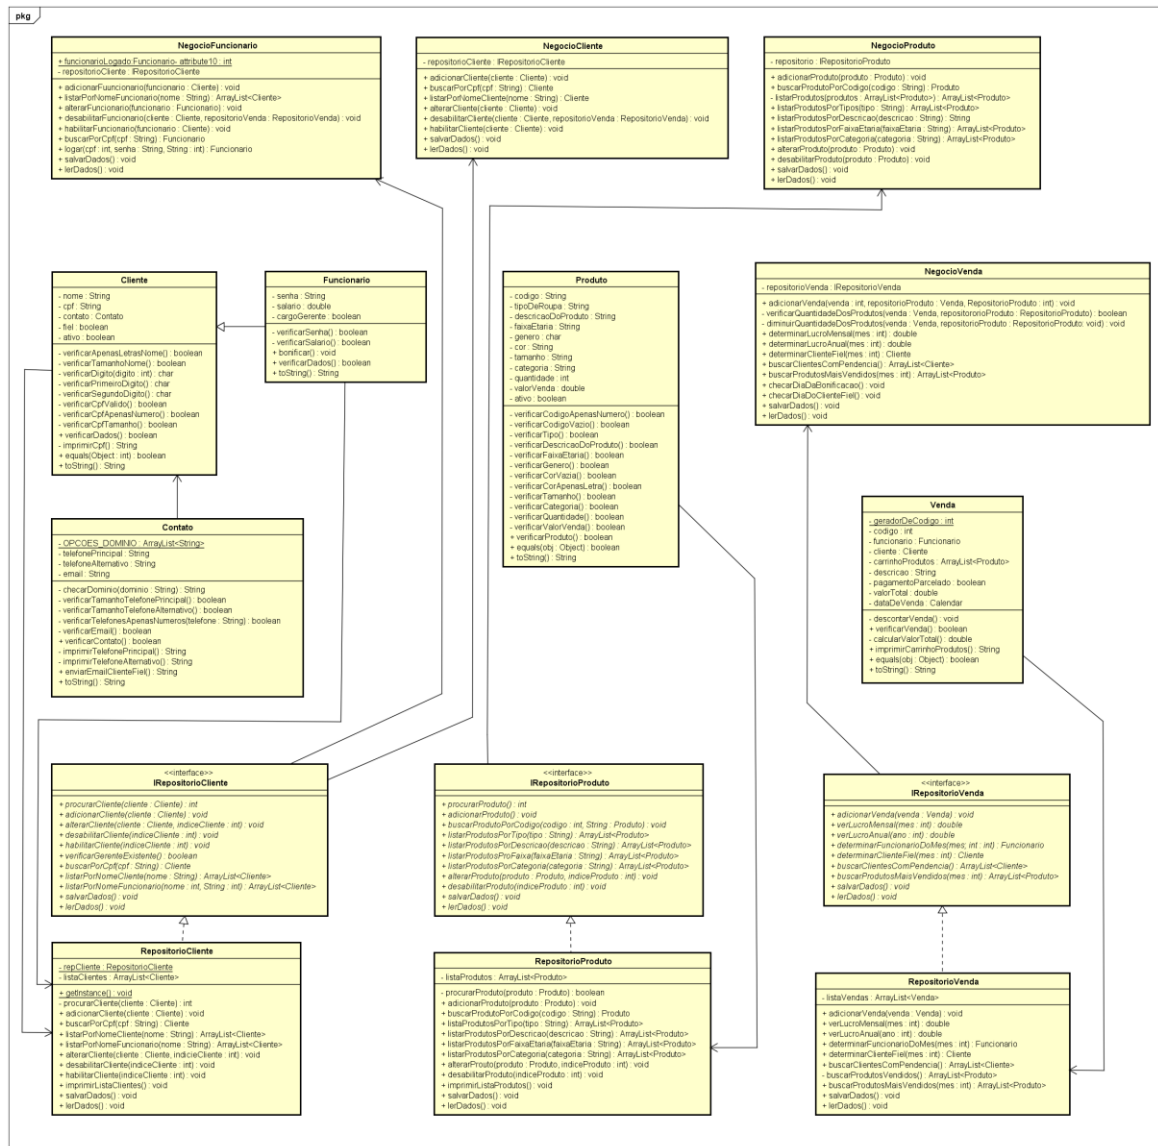 pkg
NegocioFuncionario
+ funcionarioLogado:Funcionario- attribute10 : int
- repositorioCliente : IRepositorioCliente
+ adicionarFuuncionario(funcionario : Cliente) : void
+ listarPorNomeFuncionario(nome : String) : ArrayList<Cliente>
+ alterarFuncionario(funcionario : Funcionario) : void
+ desabilitarFuncionario(cliente : Cliente, repositorioVenda : RepositorioVenda) : void
+ habilitarFuncionario(funcionario : Cliente) : void
+ buscarPorCpf(cpf : String) : Funcionario
+ logar(cpf : int, senha : String, String : int) : Funcionario
+ salvarDados() : void
+ lerDados() : void
NegocioCliente
- repositorioCliente : IRepositorioCliente
+ adicionarCliente(cliente : Cliente) : void
+ buscarPorCpf(cpf : String) : Cliente
+ listarPorNomeCliente(nome : String) : Cliente
+ alterarCliente(cliente : Cliente) : void
+ desabilitarCliente(cliente : Cliente, repositorioVenda : RepositorioVenda) : void
+ habilitarCliente(cliente : Cliente) : void
+ salvarDados() : void
+ lerDados() : void
NegocioProduto
- repositorio : IRepositorioProduto
+ adicionarProduto(produto : Produto) : void
+ buscarProdutoPorCodigo(codigo : String) : Produto
- listarProdutos(produtos : ArrayList<Produto>) : ArrayList<Produto>
+ listarProdutosPorTipos(tipo : String) : ArrayList<Produto>
+ listarProdutosPorDescricao(descricao : String) : String
+ listarProdutosPorFaixaEtaria(faixaEtaria : String) : ArrayList<Produto>
+ listarProdutosPorCategoria(categoria : String) : ArrayList<Produto>
+ alterarProduto(produto : Produto) : void
+ desabilitarProduto(produto : Produto) : void
+ salvarDados() : void
+ lerDados() : void
Cliente
- nome : String
- cpf : String
- contato : Contato
- fiel : boolean
- ativo : boolean
- verificarApenasLetrasNome() : boolean
- verificarTamanhoNome() : boolean
- verificarDigito(digito : int) : char
- verificarPrimeiroDigito() : char
- verificarSegundoDigito() : char
- verificarCpfValido() : boolean
- verificarCpfApenasNumero() : boolean
- verificarCpfTamanho() : boolean
+ verificarDados() : boolean
- imprimirCpf() : String
+ equals(Object : int) : boolean
+ toString() : String
Funcionario
- senha : String
- salario : double
- cargoGerente : boolean
- verificarSenha() : boolean
- verificarSalario() : boolean
+ bonificar() : void
+ verificarDados() : boolean
+ toString() : String
Produto
- codigo : String
- tipoDeRoupa : String
- descricaoDoProduto : String
- faixaEtaria : String
- genero : char
- cor : String
- tamanho : String
- categoria : String
- quantidade : int
- valorVenda : double
- ativo : boolean
- verificarCodigoApenasNumero() : boolean
- verificarCodigoVazio() : boolean
- verificarTipo() : boolean
- verificarDescricaoDoProduto() : boolean
- verificarFaixaEtaria() : boolean
- verificarGenero() : boolean
- verificarCorVazia() : boolean
- verificarCorApenasLetra() : boolean
- verificarTamanho() : boolean
- verificarCategoria() : boolean
- verificarQuantidade() : boolean
- verificarValorVenda() : boolean
+ verificarProduto() : boolean
+ equals(obj : Object) : boolean
+ toString() : String
NegocioVenda
- repositorioVenda : IRepositorioVenda
+ adicionarVenda(venda : int, repositorioProduto : Venda, RepositorioProduto : int) : void
- verificarQuantidadeDosProdutos(venda : Venda, repositororioProduto : RepositorioProduto) : boolean
- diminuirQuantidadeDosProdutos(venda : Venda, repositorioProduto : RepositorioProduto: void) : void
+ determinarLucroMensal(mes : int) : double
+ determinarLucroAnual(mes : int) : double
+ determinarClienteFiel(mes : int) : Cliente
+ buscarClientesComPendencia() : ArrayList<Cliente>
+ buscarProdutosMaisVendidos(mes : int) : ArrayList<Produto>
+ checarDiaDaBonificacao() : void
+ checarDiaDoClienteFiel() : void
+ salvarDados() : void
+ lerDados() : void
Contato
- OPCOES_DOMINIO : ArrayList<String>
- telefonePrincipal : String
- telefoneAlternativo : String
- email : String
- checarDominio(dominio : String) : String
- verificarTamanhoTelefonePrincipal() : boolean
- verificarTamanhoTelefoneAlternativo() : boolean
- verificarTelefonesApenasNumeros(telefone : String) : boolean
- verificarEmail() : boolean
+ verificarContato() : boolean
- imprimirTelefonePrincipal() : String
- imprimirTelefoneAlternativo() : String
+ enviarEmailClienteFiel() : String
+ toString() : String
Venda
- geradorDeCodigo : int
- codigo : int
- funcionario : Funcionario
- cliente : Cliente
- carrinhoProdutos : ArrayList<Produto>
- descricao : String
- pagamentoParcelado : boolean
- valorTotal : double
- dataDeVenda : Calendar
- descontarVenda() : void
+ verificarVenda() : boolean
- calcularValorTotal() : double
- imprimirCarrinhoProdutos() : String
+ equals(obj : Object) : boolean
+ toString() : String
<<interface>>
IRepositorioCliente
+ procurarCliente(cliente : Cliente) : int
+ adicionarCliente(cliente : Cliente) : void
+ alterarCliente(cliente : Cliente, indiceCliente : int) : void
+ desabilitarCliente(indiceCliente : int) : void
+ habilitarCliente(indiceCliente : int) : void
+ verificarGerenteExistente() : boolean
+ buscarPorCpf(cpf : String) : Cliente
+ listarPorNomeCliente(nome : String) : ArrayList<Cliente>
+ listarPorNomeFuncionario(nome : int, String : int) : ArrayList<Cliente>
+ salvarDados() : void
+ lerDados() : void
<<interface>>
IRepositorioProduto
+ procurarProduto() : int
+ adicionarProduto() : void
+ buscarProdutoPorCodigo(codigo : int, String : Produto) : void
+ listarProdutosPorTipo(tipo : String) : ArrayList<Produto>
+ listarProdutosPorDescricao(descricao : String) : ArrayList<Produto>
+ listarProdutosProFaixa(faixaEtaria : String) : ArrayList<Produto>
+ listarProdutosPorCategoria(categoria : String) : ArrayList<Produto>
+ alterarProduto(produto : Produto, indiceProduto : int) : void
+ desabilitarProduto(indiceProduto : int) : void
+ salvarDados() : void
+ lerDados() : void
<<interface>>
IRepositorioVenda
+ adicionarVenda(venda : Venda) : void
+ verLucroMensal(mes : int) : double
+ verLucroAnual(ano : int) : double
+ determinarFuncionarioDoMes(mes; int : int) : Funcionario
+ determinarClienteFiel(mes : int) : Cliente
+ buscarClientesComPendencia() : ArrayList<Cliente>
+ buscarProdutosMaisVendidos(mes : int) : ArrayList<Produto>
+ salvarDados() : void
+ lerDados() : void
RepositorioCliente
- repCliente : RepositorioCliente
- listaClientes : ArrayList<Cliente>
+ getInstance() : void
- procurarCliente(cliente : Cliente) : int
+ adicionarCliente(cliente : Cliente) : void
+ buscarPorCpf(cpf : String) : Cliente
+ listarPorNomeCliente(nome : String) : ArrayList<Cliente>
+ listarPorNomeFuncionario(nome : String) : ArrayList<Cliente>
+ alterarCliente(cliente : Cliente, indicieCliente : int) : void
+ desabilitarCliente(indiceCliente : int) : void
+ habilitarCliente(indiceCliente : int) : void
+ imprimirListaClientes() : void
+ salvarDados() : void
+ lerDados() : void
RepositorioProduto
- listaProdutos : ArrayList<Produto>
- procurarProduto(produto : Produto) : boolean
+ adicionarProduto(produto : Produto) : void
+ buscarProdutoPorCodigo(codigo : String) : Produto
+ listaProdutosPorTipo(tipo : String) : ArrayList<Produto>
+ listarProdutosPorDescricao(descricao : String) : ArrayList<Produto>
+ listarProdutosPorFaixaEtaria(faixaEtaria : String) : ArrayList<Produto>
+ listarProdutosPorCategoria(categoria : String) : ArrayList<Produto>
+ alterarProuto(produto : Produto, indiceProduto : int) : void
+ desabilitarProduto(indiceProduto : int) : void
+ imprimirListaProdutos() : void
+ salvarDados() : void
+ lerDados() : void
RepositorioVenda
- listaVendas : ArrayList<Venda>
+ adicionarVenda(venda : Venda) : void
+ verLucroMensal(mes : int) : double
+ verLucroAnual(ano : int) : double
+ determinarFuncionarioDoMes(mes : int) : Funcionario
+ determinarClienteFiel(mes : int) : Cliente
+ buscarClientesComPendencia() : ArrayList<Cliente>
- buscarProdutosVendidos() : ArrayList<Produto>
+ buscarProdutosMaisVendidos(mes : int) : ArrayList<Produto>
+ salvarDados() : void
+ lerDados() : void